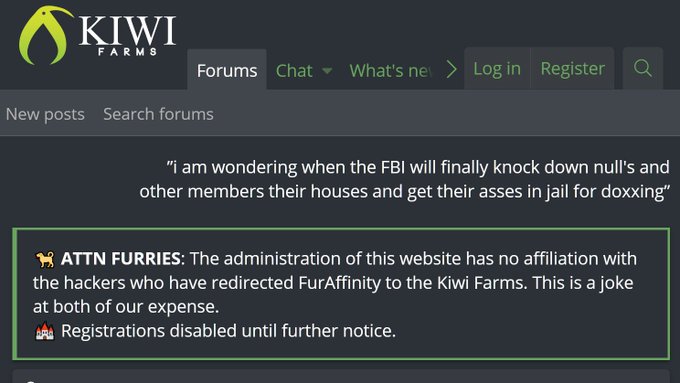 KIWI
FARMS
Forums Chat What's ne Log in Register
New posts Search forums
"i am wondering when the FBI will finally knock down null's and
other members their houses and get their asses in jail for doxxing"
ATTN FURRIES: The administration of this website has no affiliation with
the hackers who have redirected FurAffinity to the Kiwi Farms. This is a joke
at both of our expense.
Registrations disabled until further notice.